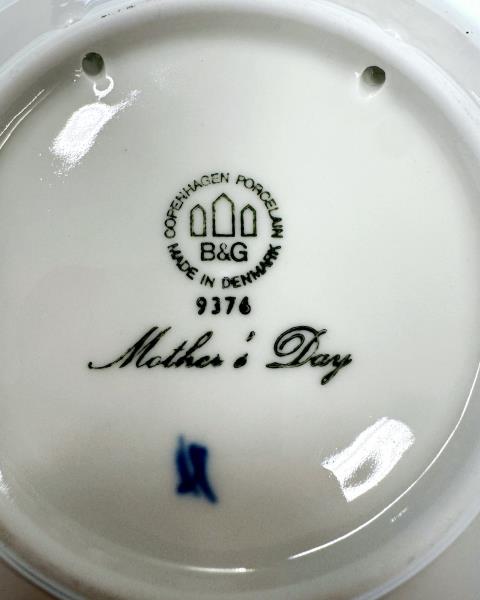 COPENHAGEN PORCELAIN
B&G
MADE IN DENMARK
9376
Mother's Day